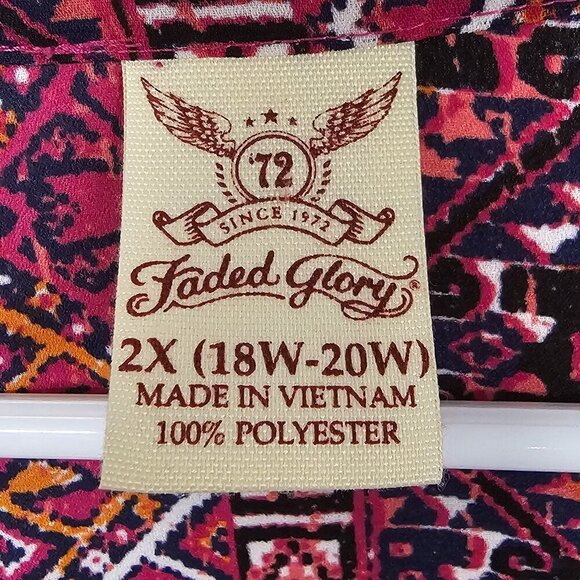 '72
SINCE 1972
Faded Glory®
2X (18W-20W)
MADE IN VIETNAM
100% POLYESTER